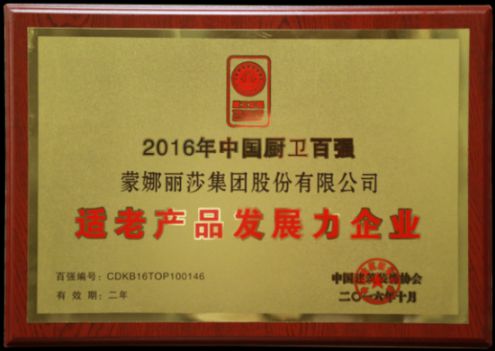 2016年中国厨卫百强
蒙娜丽莎集团股份有限公司
适老产品发展力企业
百强编号：CDKB16TOP100146
有 效 期：二年
中国建筑装饰协会
二〇一六年十月